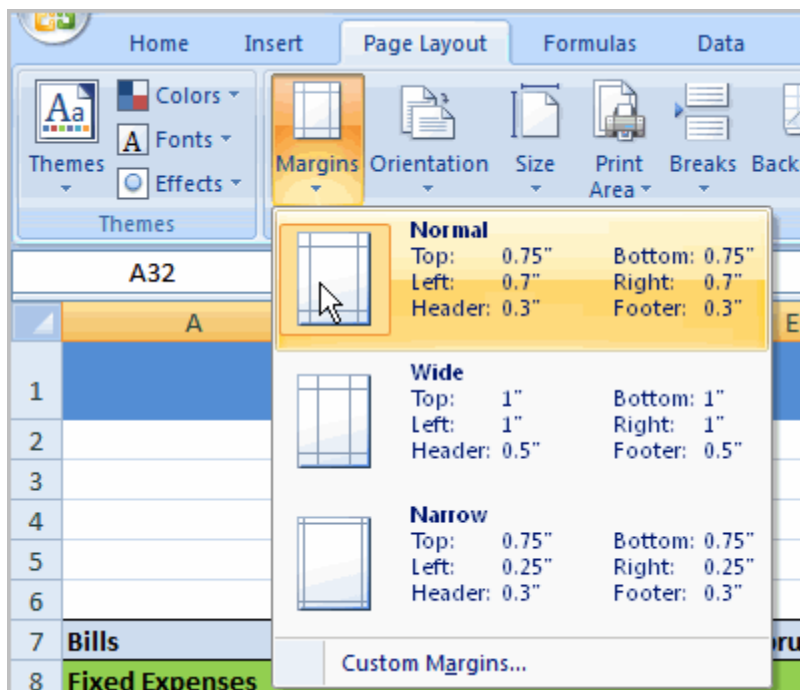 Home Insert Page Layout Formulas Data
Aa
Colors
A Fonts
Effects
Themes
Margins Orientation Size Print Area Breaks
Themes
A32
Normal
Top: 0.75" Bottom: 0.75"
Left: 0.7" Right: 0.7"
Header: 0.3" Footer: 0.3"
A E
Wide
Top: 1" Bottom: 1"
Left: 1" Right: 1"
Header: 0.5" Footer: 0.5"
Narrow
Top: 0.75" Bottom: 0.75"
Left: 0.25" Right: 0.25"
Header: 0.3" Footer: 0.3"
Custom Margins...
1
2
3
4
5
6
7 Bills
8 Fixed Expenses